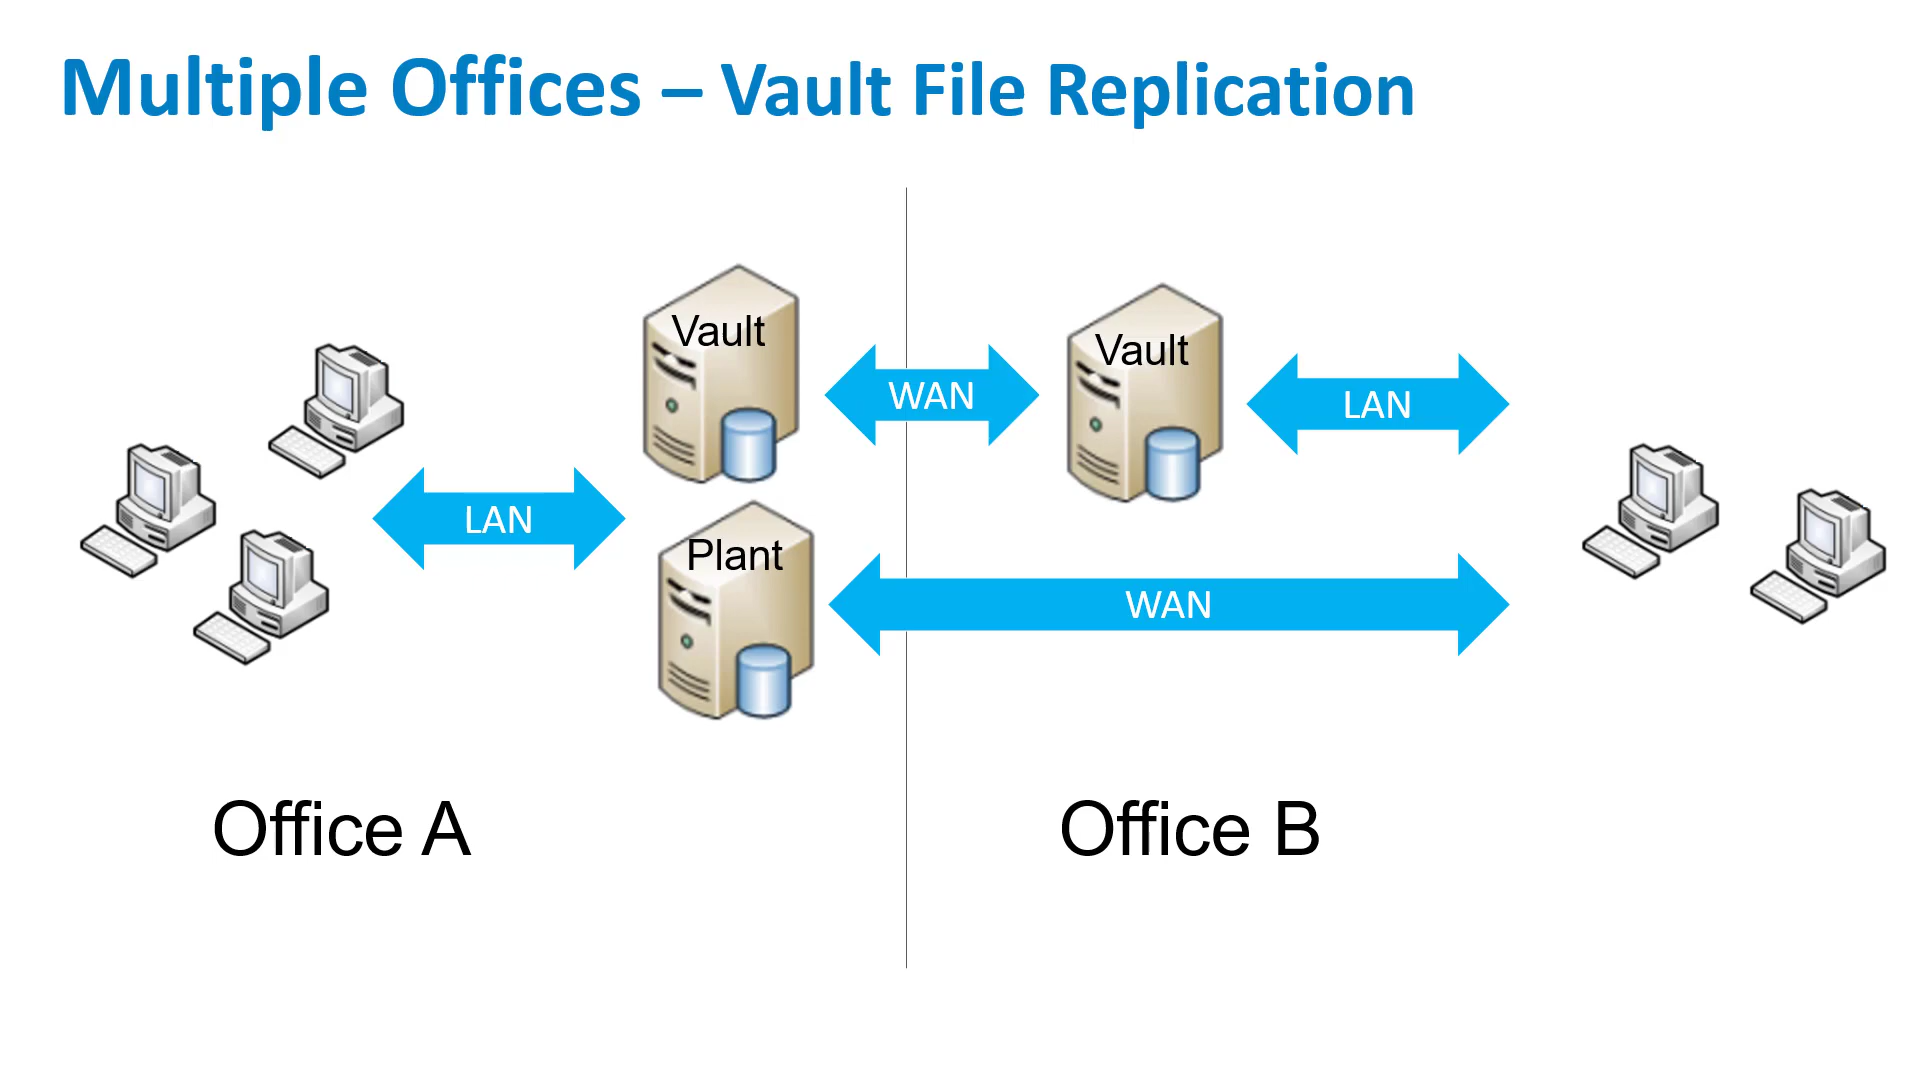 Multiple Offices – Vault File Replication
Vault
Vault
WAN
LAN
LAN
Plant
WAN
Office A
Office B